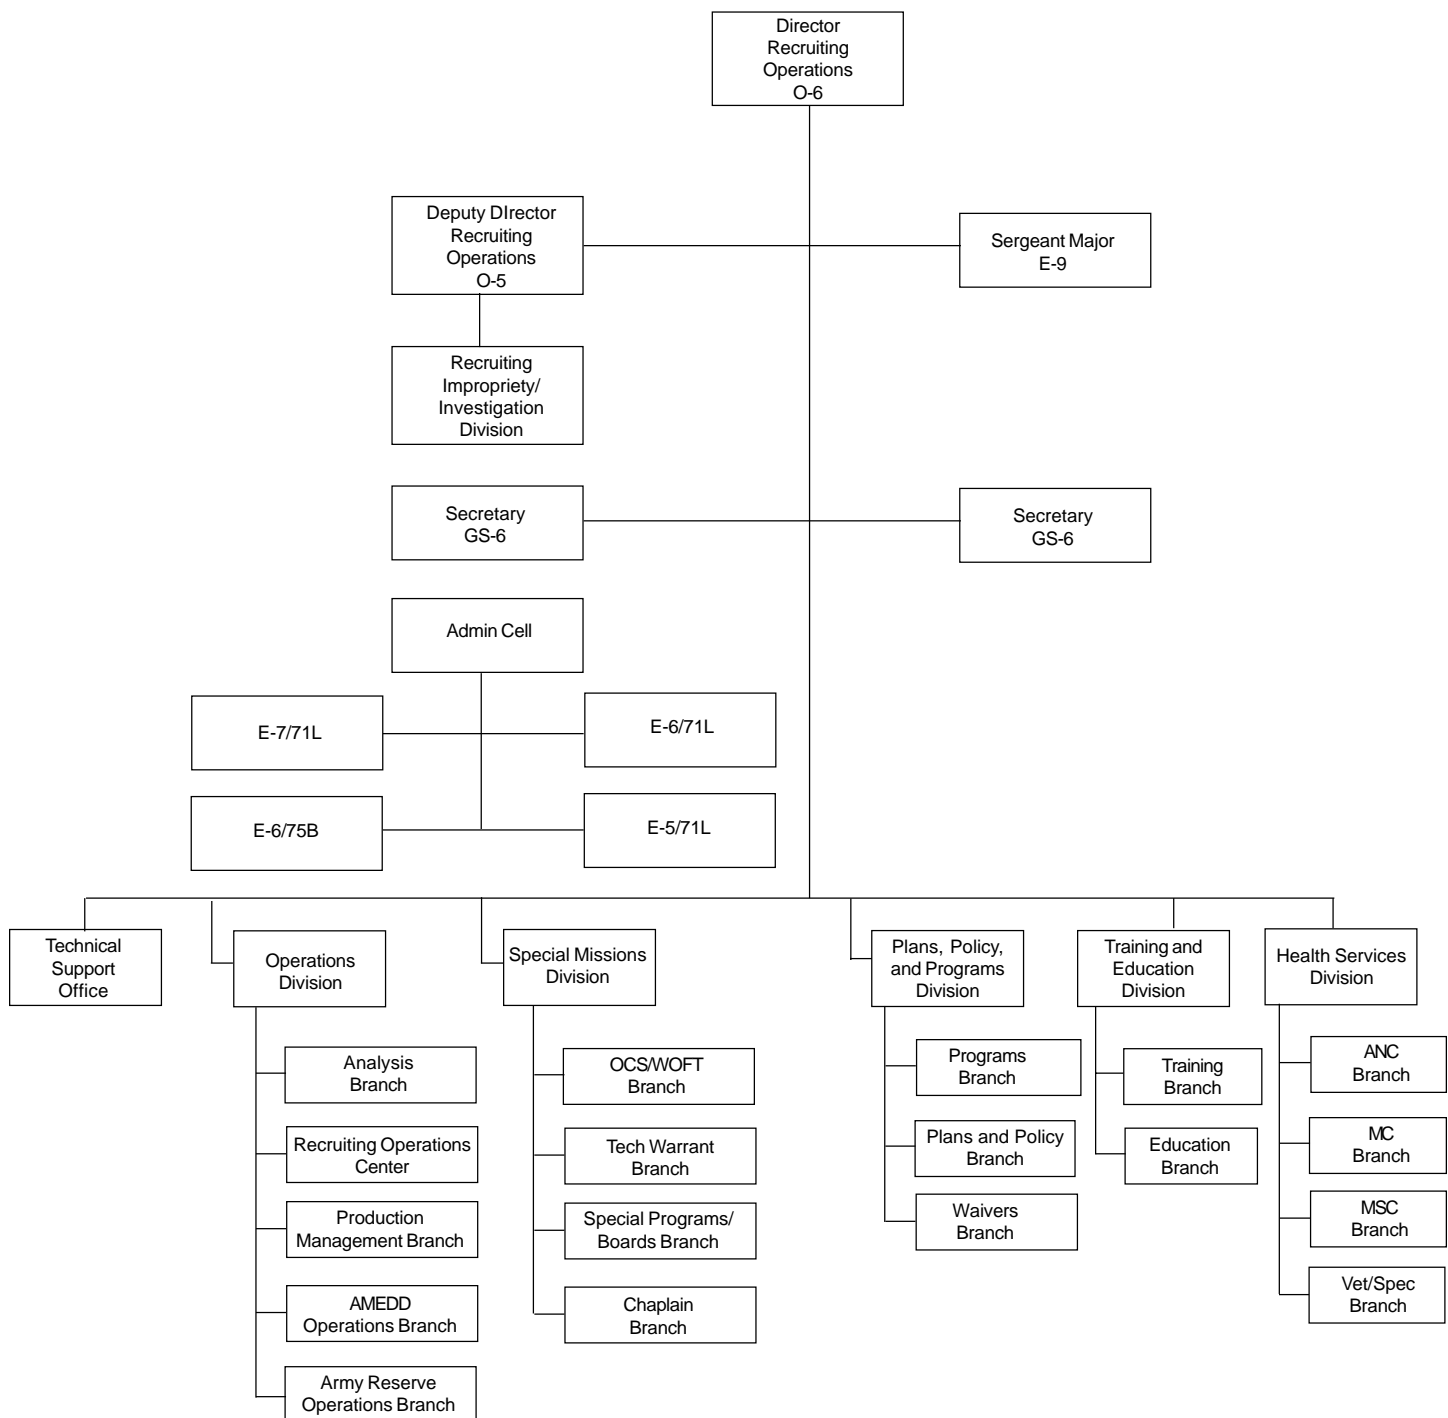 Director
Recruiting
Operations
O-6
Deputy DIrector
Recruiting
Operations
O-5
Sergeant Major
E-9
Recruiting
Impropriety/
Investigation
Division
Secretary
GS-6
Secretary
GS-6
Admin Cell
E-7/71L
E-6/71L
E-6/75B
E-5/71L
Technical
Support
Office
Operations
Division
Special Missions
Division
Plans, Policy,
and Programs
Division
Training and
Education
Division
Health Services
Division
Analysis
Branch
Recruiting Operations
Center
Production
Management Branch
AMEDD
Operations Branch
Army Reserve
Operations Branch
OCS/WOFT
Branch
Tech Warrant
Branch
Special Programs/
Boards Branch
Chaplain
Branch
Programs
Branch
Plans and Policy
Branch
Waivers
Branch
Training
Branch
Education
Branch
ANC
Branch
MC
Branch
MSC
Branch
Vet/Spec
Branch